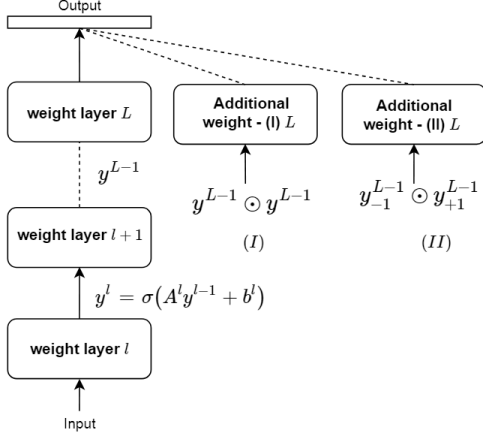 Output
weight layer L
Additional weight - (I) L
Additional weight - (II) L
y^{L-1}
y^{L-1} ⊙ y^{L-1}
y_{-1}^{L-1} ⊙ y_{+1}^{L-1}
weight layer l + 1
(I)
(II)
y^l = σ(A^l y^{l-1} + b^l)
weight layer l
Input